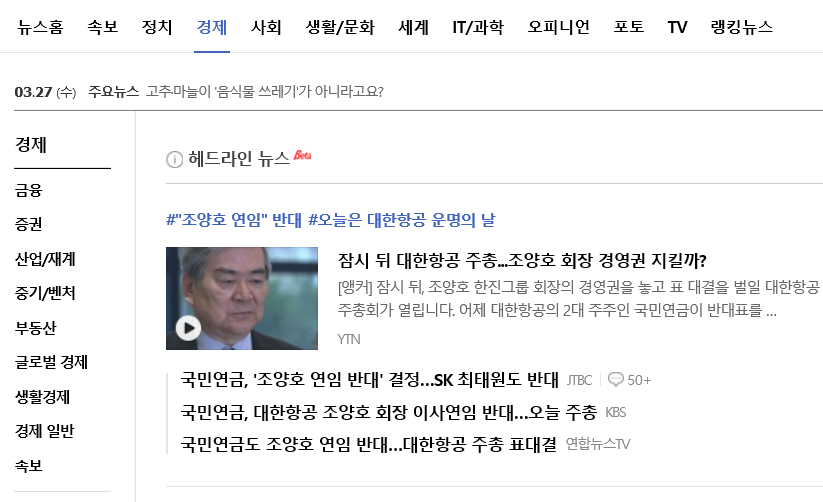 뉴스홈 속보 정치 경제 사회 생활/문화 세계 IT/과학 오피니언 포토 TV 랭킹뉴스
03.27 (수) 주요뉴스 고추·마늘이 '음식물 쓰레기'가 아니라고요?
경제
금융
증권
산업/재계
중기/벤처
부동산
글로벌 경제
생활경제
경제 일반
속보
헤드라인 뉴스 Beta
#"조양호 연임" 반대 #오늘은 대한항공 운명의 날
잠시 뒤 대한항공 주총...조양호 회장 경영권 지킬까?
[앵커] 잠시 뒤, 조양호 한진그룹 회장의 경영권을 놓고 표 대결을 벌일 대한항공
주총회가 열립니다. 어제 대한항공의 2대 주주인 국민연금이 반대표를 ...
YTN
국민연금, '조양호 연임 반대' 결정…SK 최태원도 반대 JTBC 50+
국민연금, 대한항공 조양호 회장 이사연임 반대…오늘 주총 KBS
국민연금도 조양호 연임 반대…대한항공 주총 표대결 연합뉴스TV